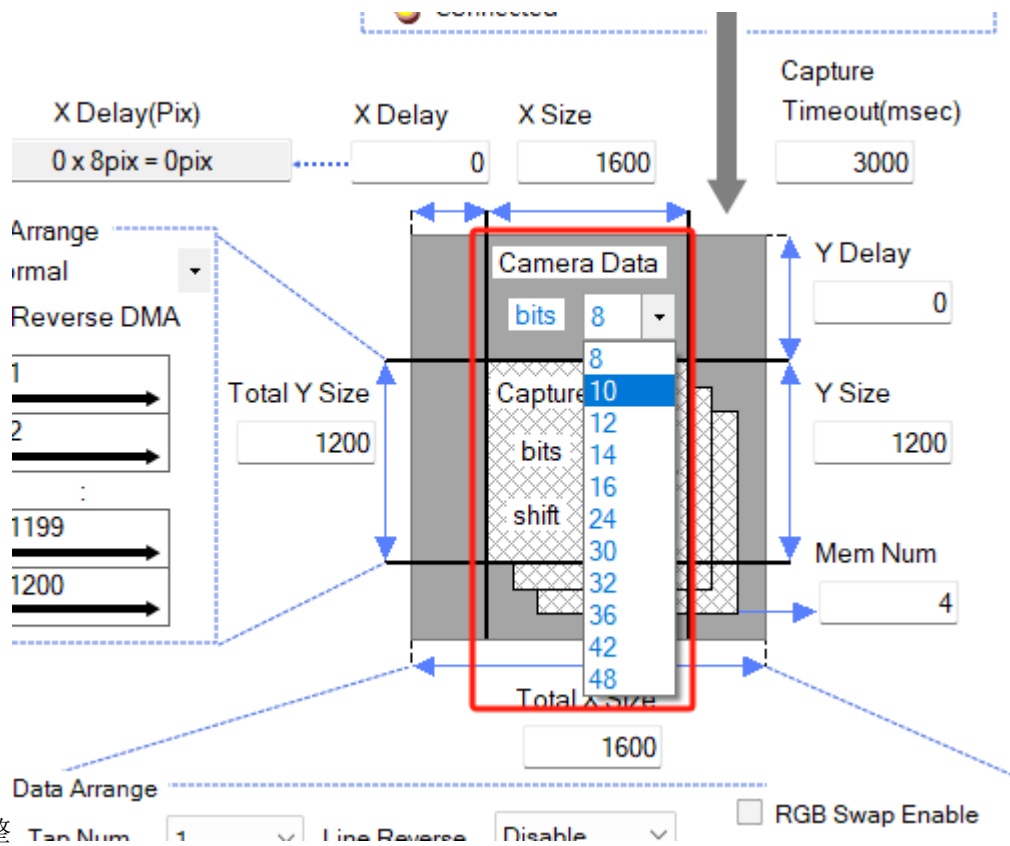 Connected
Capture
Timeout(msec)
X Delay(Pix)
X Delay
X Size
0 x 8pix = 0pix
0
1600
3000
Arrange
Camera Data
Y Delay
bits
8
0
Reverse DMA
8
10
12
14
16
24
30
32
36
42
48
1
2
:
1199
1200
Total Y Size
1200
Capture
bits
shift
Y Size
1200
Mem Num
4
Total X Size
1600
Data Arrange
RGB Swap Enable
Tap Num
1
Line Reverse
Disable